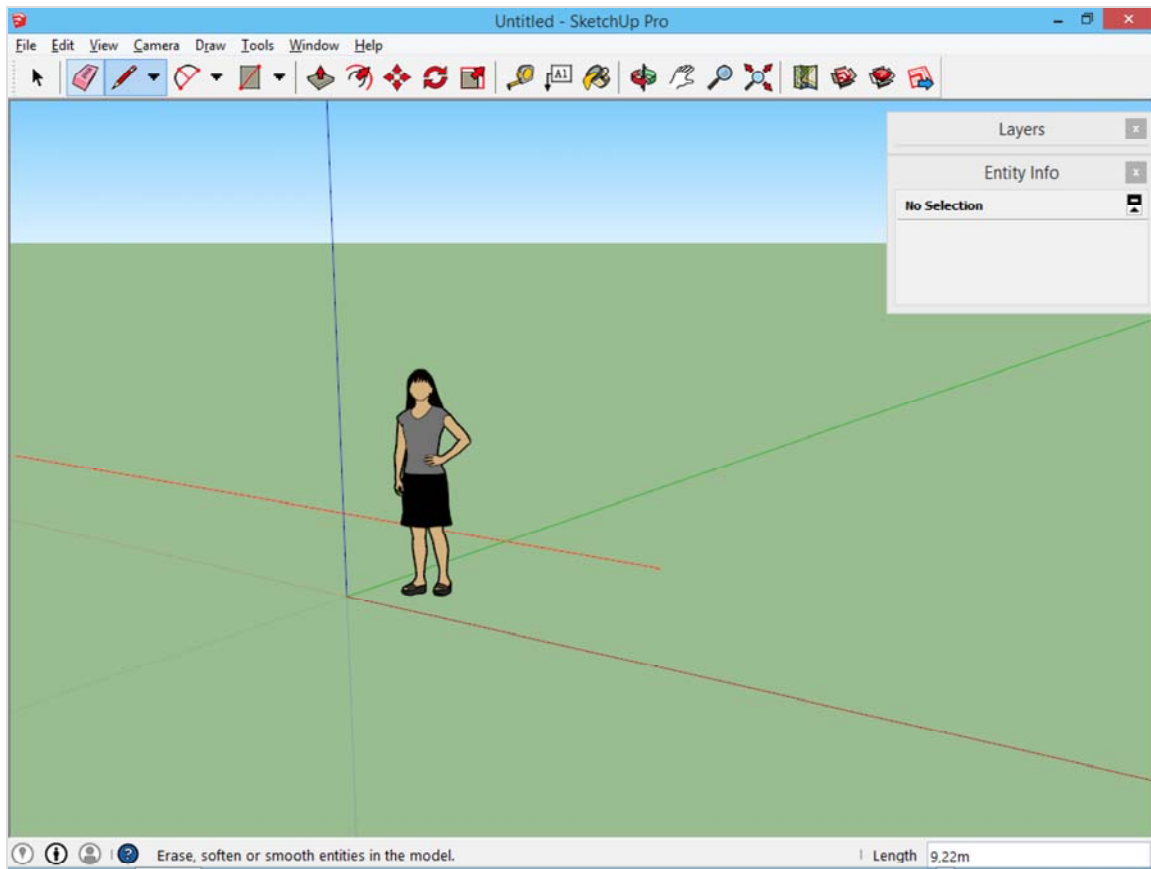 Untitled - SketchUp Pro
File Edit View Camera Draw Tools Window Help
A1
Layers
Entity Info
No Selection
Erase, soften or smooth entities in the model.
Length 9,22m